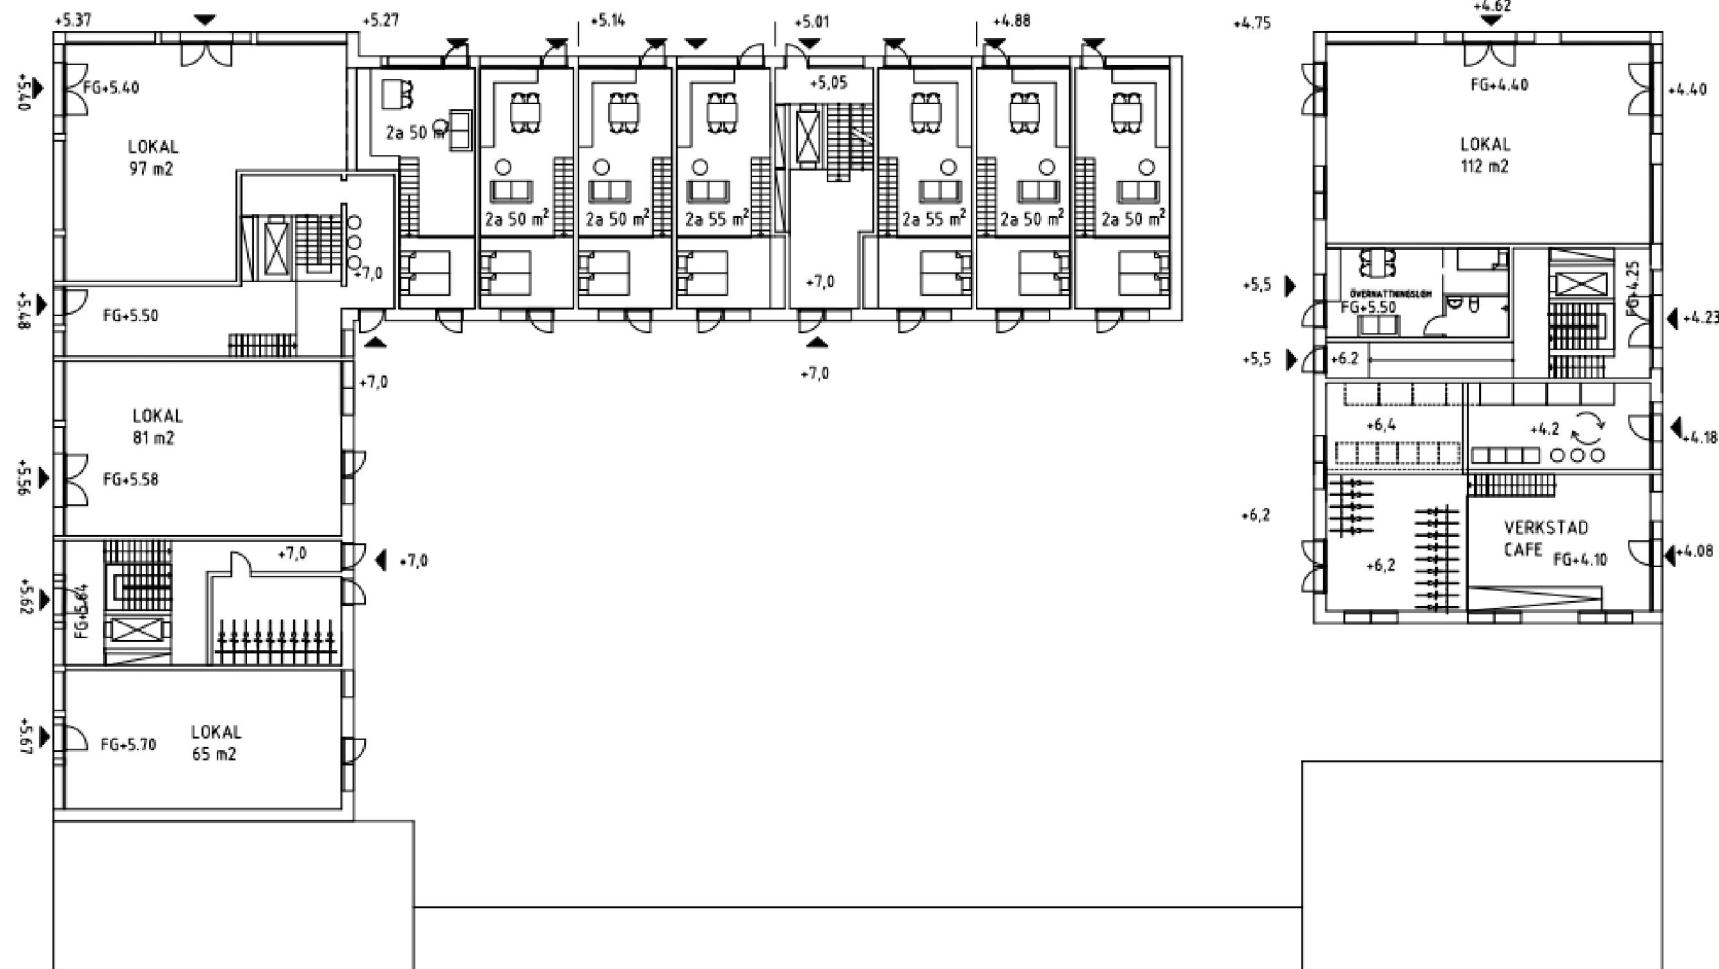 +5.37
+5.27
+5.14
+5.01
+4.88
+4.75
+4.62
+5.40
FG+5.40
LOKAL
97 m2
2a 50 m
2a 50 m²
2a 50 m²
2a 55 m²
+5,05
2a 55 m²
2a 50 m²
2a 50 m²
FG+4.40
+4.40
LOKAL
112 m2
+7,0
+7,0
+5.48
FG+5.50
+7,0
+7,0
+5,5
ÖVERNATTNINGSLGH
FG+5.50
FG+4.25
+4.23
+5,5
+6.2
LOKAL
81 m2
+5.56
FG+5.58
+6,4
+4.2
+4.18
+6,2
VERKSTAD
CAFE
FG+4.10
+4.08
+6,2
+7,0
+7,0
+5.62
FG+5.64
LOKAL
65 m2
+5.67
FG+5.70